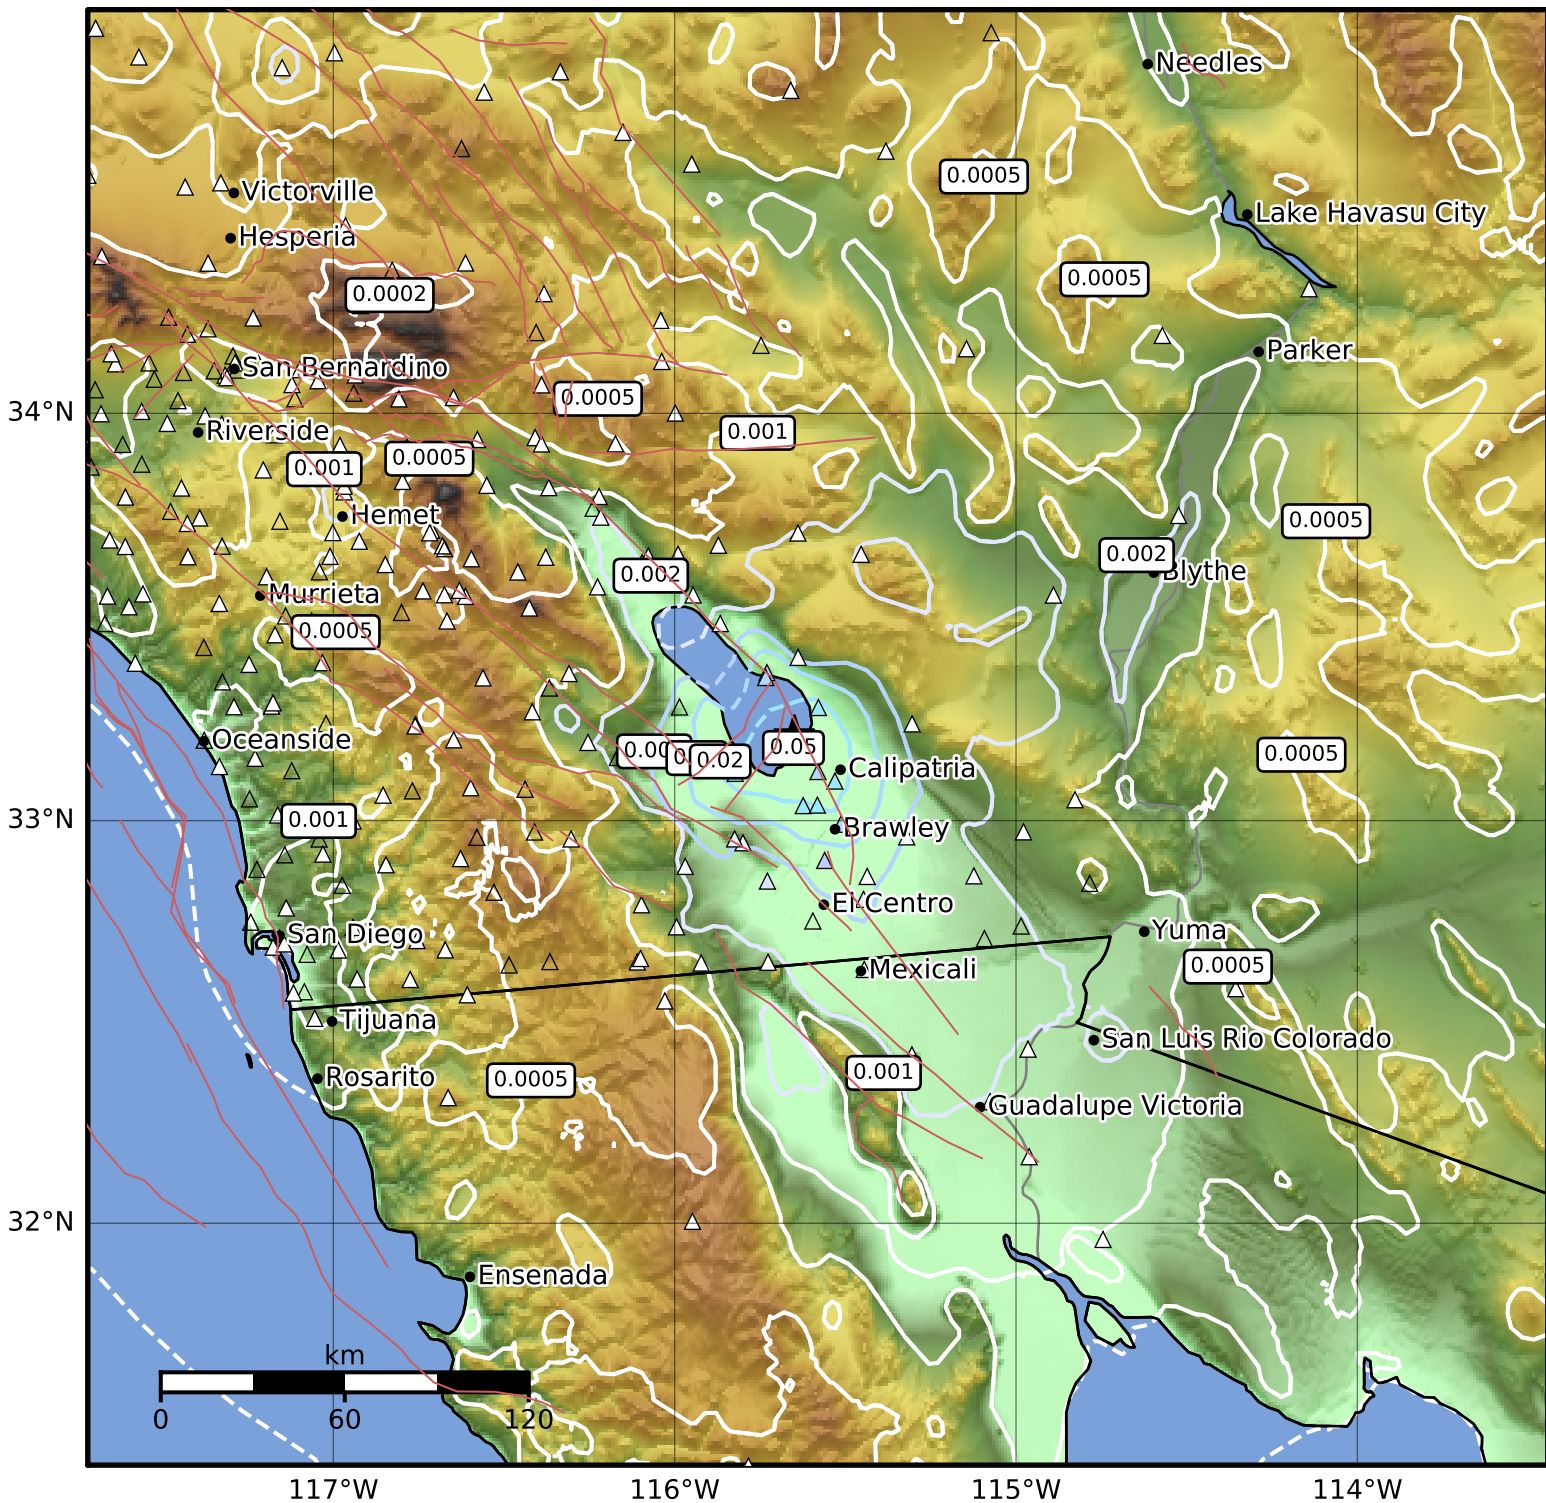 Needles
0.0005
Victorville
Lake Havasu City
Hesperia
0.0005
0.0002
Parker
San Bernardino
0.0005
34°N
Riverside
0.001
0.0005
0.001
Hemet
0.0005
0.002
Blythe
0.002
Murrieta
0.0005
Oceanside
0.02
0.05
0.0005
Calipatria
33°N
0.001
Brawley
El Centro
San Diego
Yuma
0.0005
Mexicali
Tijuana
San Luis Rio Colorado
Rosarito
0.0005
0.001
Guadalupe Victoria
32°N
Ensenada
km
0 60 120
117°W 116°W 115°W 114°W